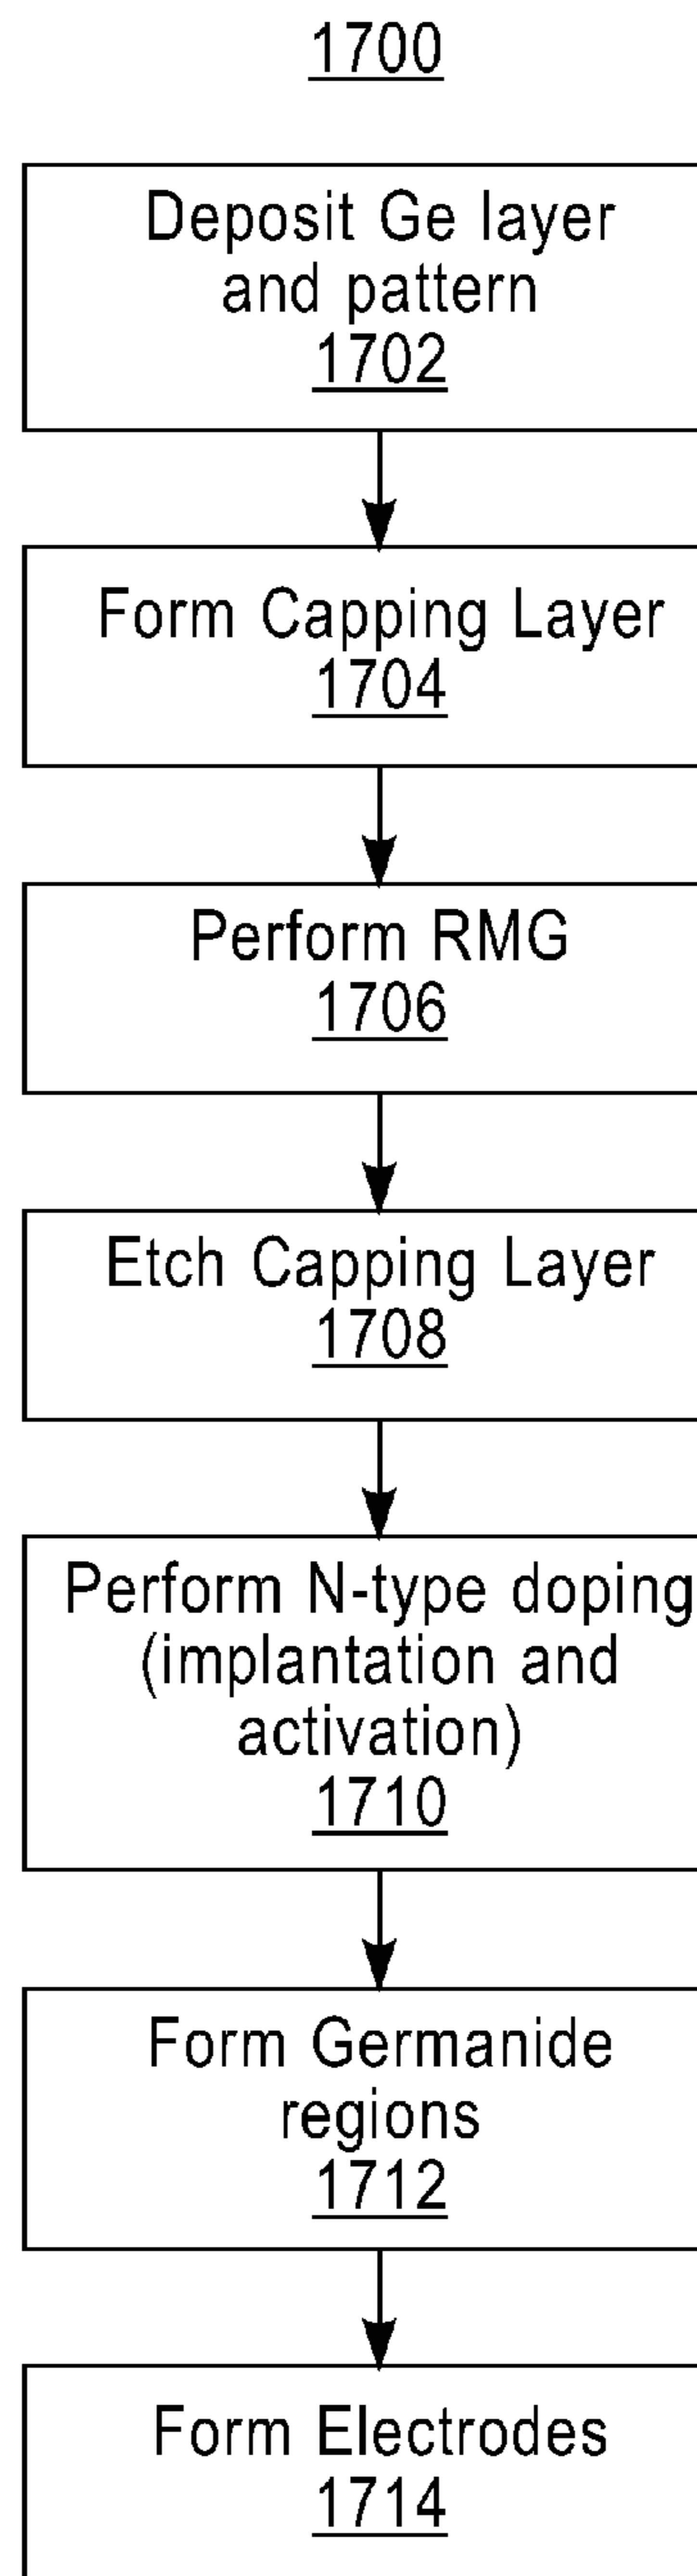 1700
Deposit Ge layer
and pattern
1702
Form Capping Layer
1704
Perform RMG
1706
Etch Capping Layer
1708
Perform N-type doping
(implantation and
activation)
1710
Form Germanide
regions
1712
Form Electrodes
1714